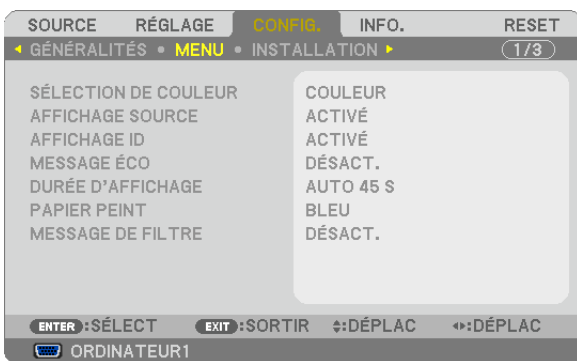 SOURCE RÉGLAGE CONFIG. INFO. RESET
GÉNÉRALITÉS • MENU • INSTALLATION 1/3
SÉLECTION DE COULEUR COULEUR
AFFICHAGE SOURCE ACTIVÉ
AFFICHAGE ID ACTIVÉ
MESSAGE ÉCO DÉSACT.
DURÉE D'AFFICHAGE AUTO 45 S
PAPIER PEINT BLEU
MESSAGE DE FILTRE DÉSACT.
ENTER :SÉLECT EXIT :SORTIR :DÉPLAC :DÉPLAC
ORDINATEUR1